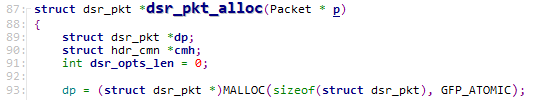 87: struct dsr_pkt *dsr_pkt_alloc(Packet * p)
88: {
89: struct dsr_pkt *dp;
90: struct hdr_cmn *cmh;
91: int dsr_opts_len = 0;
92:
93: dp = (struct dsr_pkt *)MALLOC(sizeof(struct dsr_pkt), GFP_ATOMIC);